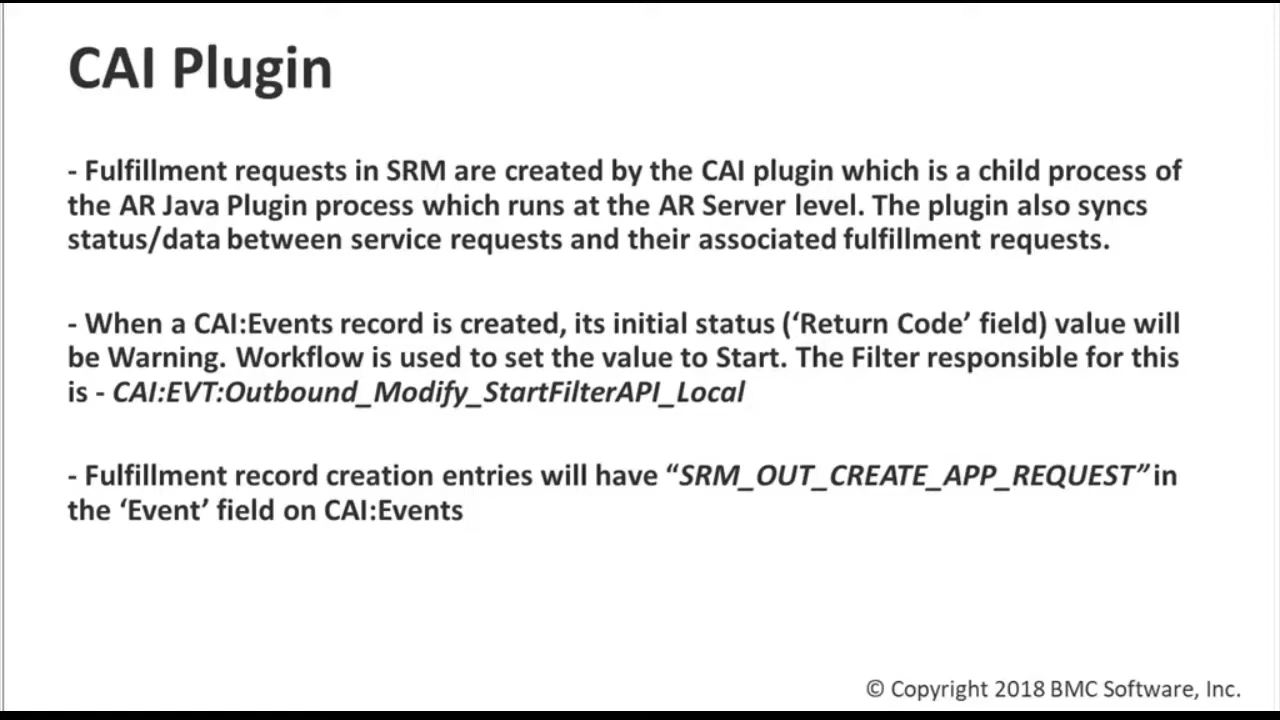 CAI Plugin
- Fulfillment requests in SRM are created by the CAI plugin which is a child process of
the AR Java Plugin process which runs at the AR Server level. The plugin also syncs
status/data between service requests and their associated fulfillment requests.
- When a CAI:Events record is created, its initial status (‘Return Code’ field) value will
be Warning. Workflow is used to set the value to Start. The Filter responsible for this
is - CAI:EVT:Outbound_Modify_StartFilterAPI_Local
- Fulfillment record creation entries will have “SRM_OUT_CREATE_APP_REQUEST” in
the ‘Event’ field on CAI:Events
© Copyright 2018 BMC Software, Inc.